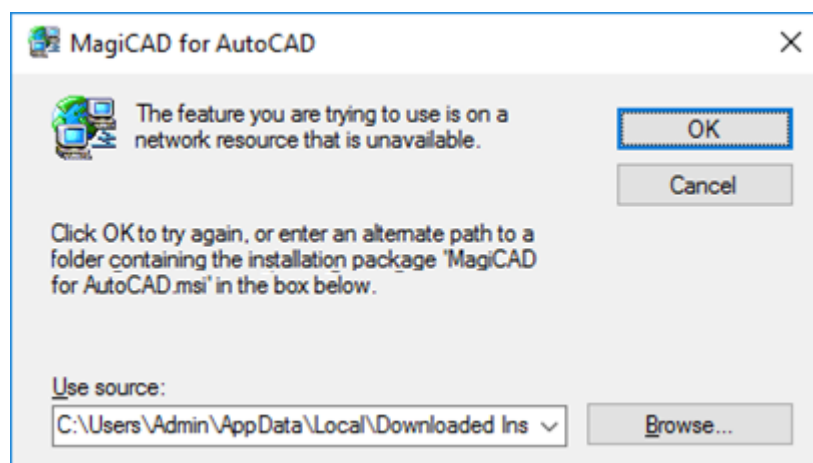 MagiCAD for AutoCAD
The feature you are trying to use is on a
network resource that is unavailable.
OK
Cancel
Click OK to try again, or enter an alternate path to a
folder containing the installation package 'MagiCAD
for AutoCAD.msi' in the box below.
Use source:
C:\Users\Admin\AppData\Local\Downloaded Ins
Browse...